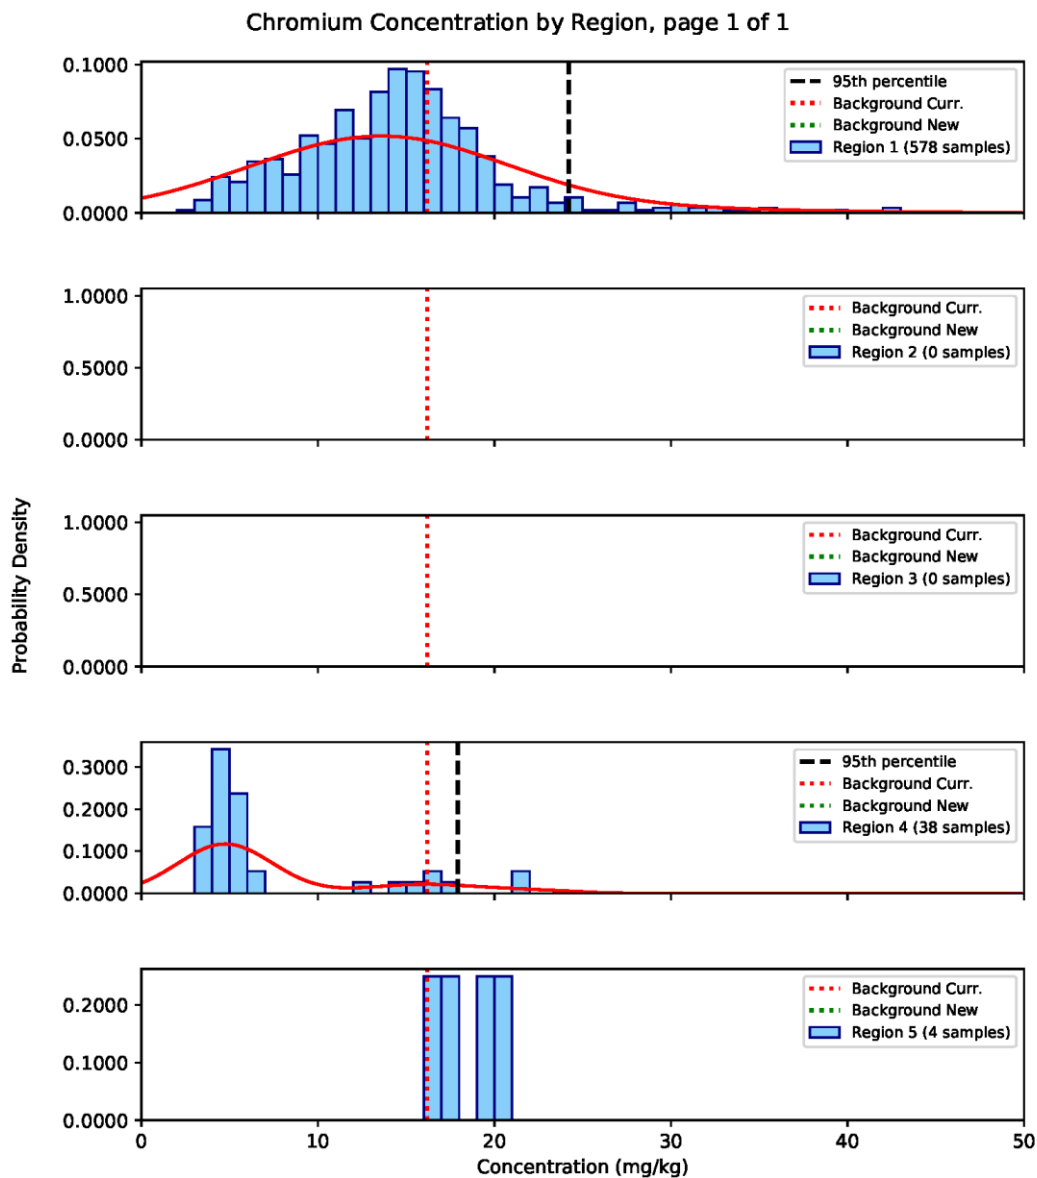 Chromium Concentration by Region, page 1 of 1
0.1000
0.0500
0.0000
95th percentile
Background Curr.
Background New
Region 1 (578 samples)
1.0000
0.5000
0.0000
Background Curr.
Background New
Region 2 (0 samples)
Probability Density
1.0000
0.5000
0.0000
Background Curr.
Background New
Region 3 (0 samples)
0.3000
0.2000
0.1000
0.0000
95th percentile
Background Curr.
Background New
Region 4 (38 samples)
0.2000
0.1000
0.0000
Background Curr.
Background New
Region 5 (4 samples)
0 10 20 30 40 50
Concentration (mg/kg)